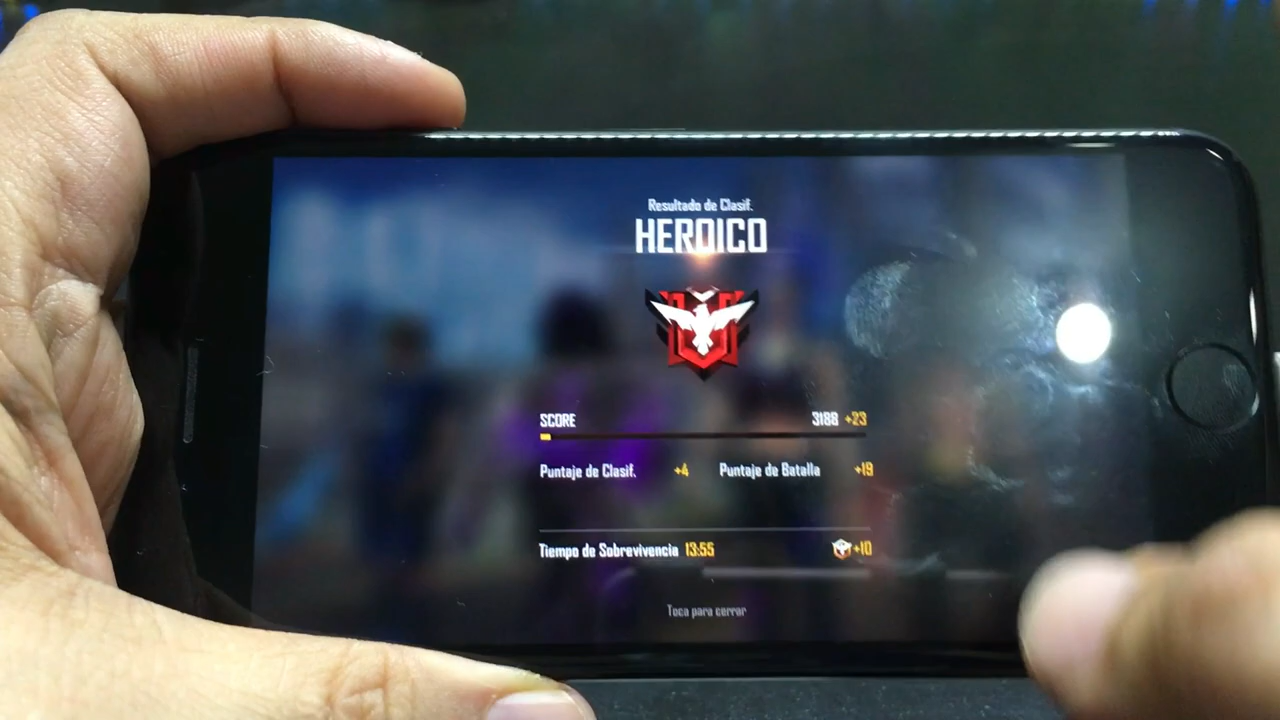 Resultado de Clasif.
HEROICO
SCORE 3188 +23
Puntaje de Clasif. +4 Puntaje de Batalla +19
Tiempo de Sobrevivencia 13:55 +10
Toca para cerrar